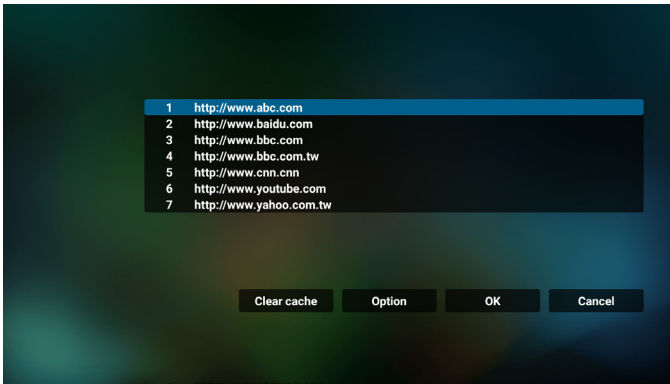 1 http://www.abc.com
2 http://www.baidu.com
3 http://www.bbc.com
4 http://www.bbc.com.tw
5 http://www.cnn.cnn
6 http://www.youtube.com
7 http://www.yahoo.com.tw
Clear cache Option OK Cancel